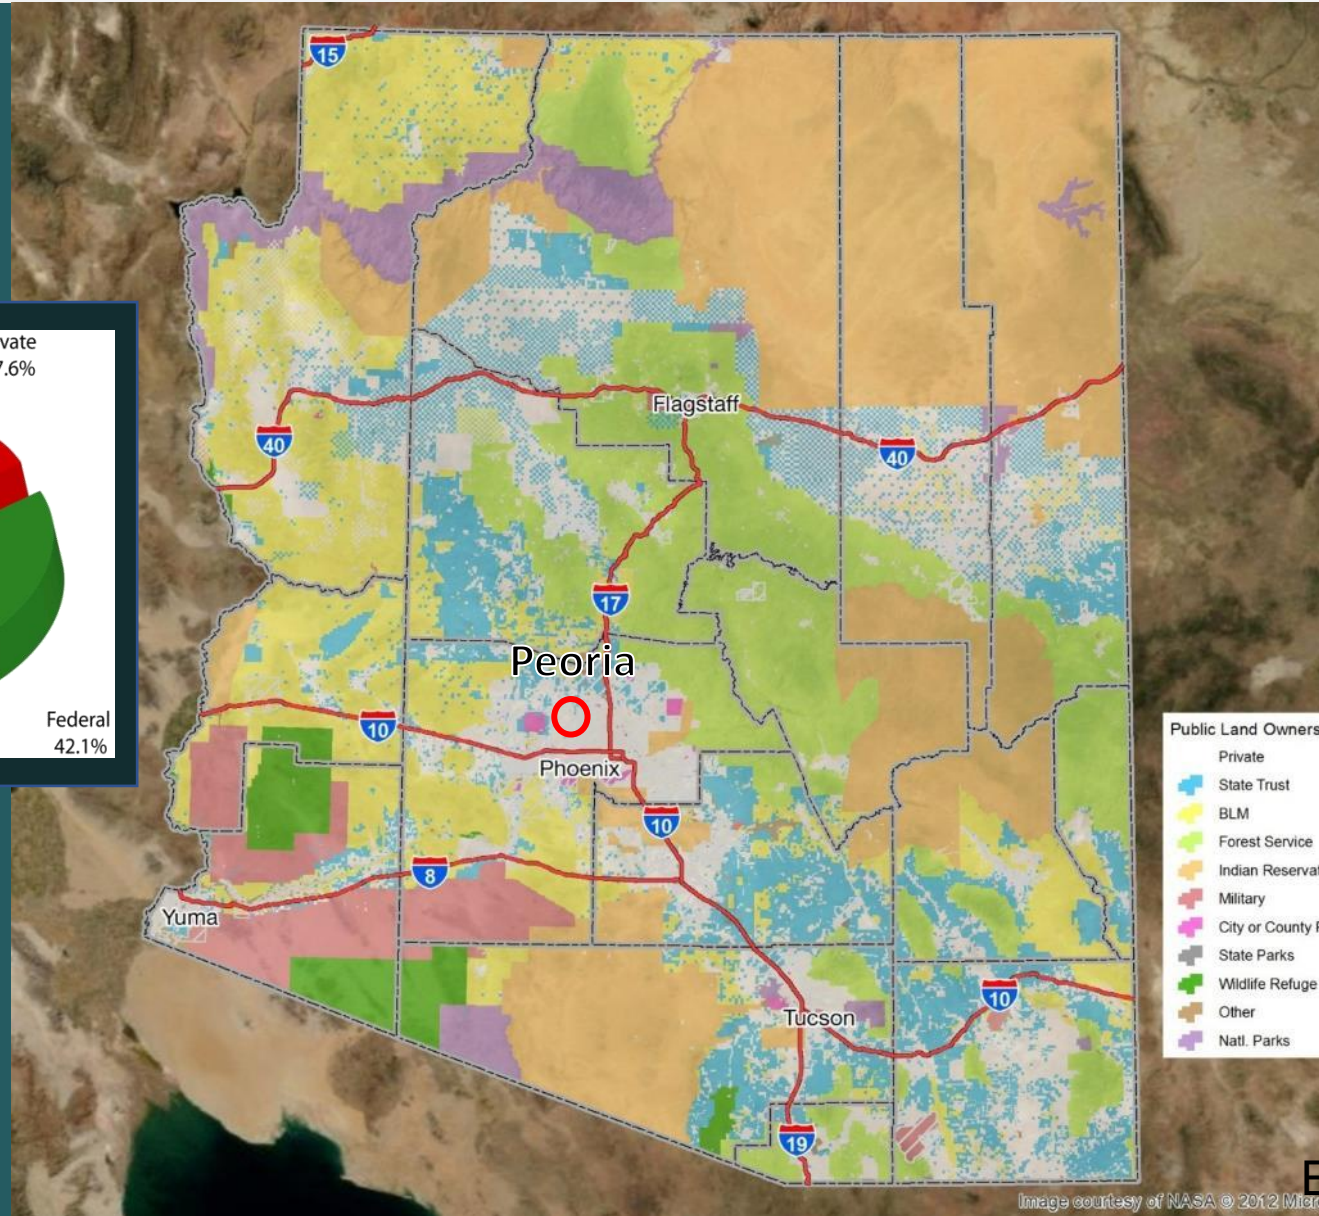 15
vate
7.6%
Flagstaff
40
40
17
Peoria
10
Federal
42.1%
Phoenix
10
8
Yuma
10
Tucson
19
Public Land Owners
Private
State Trust
BLM
Forest Service
Indian Reservat
Military
City or County P
State Parks
Wildlife Refuge
Other
Natl. Parks
Image courtesy of NASA © 2012 Micr